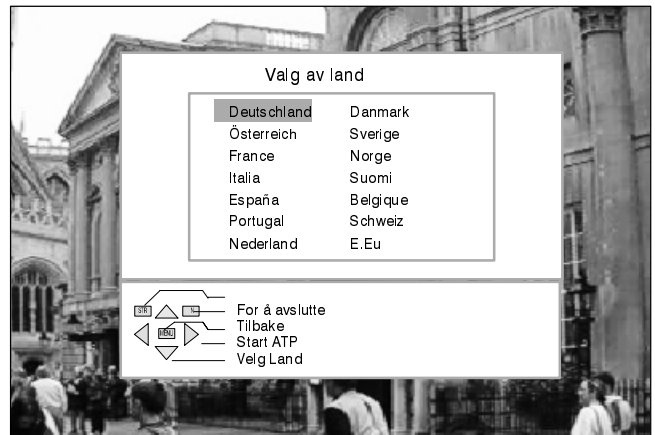 Valg av land
Deutschland Danmark
Österreich Sverige
France Norge
Italia Suomi
España Belgique
Portugal Schweiz
Nederland E.Eu
STR N
For å avslutte
MENU Tilbake
Start ATP
Velg Land